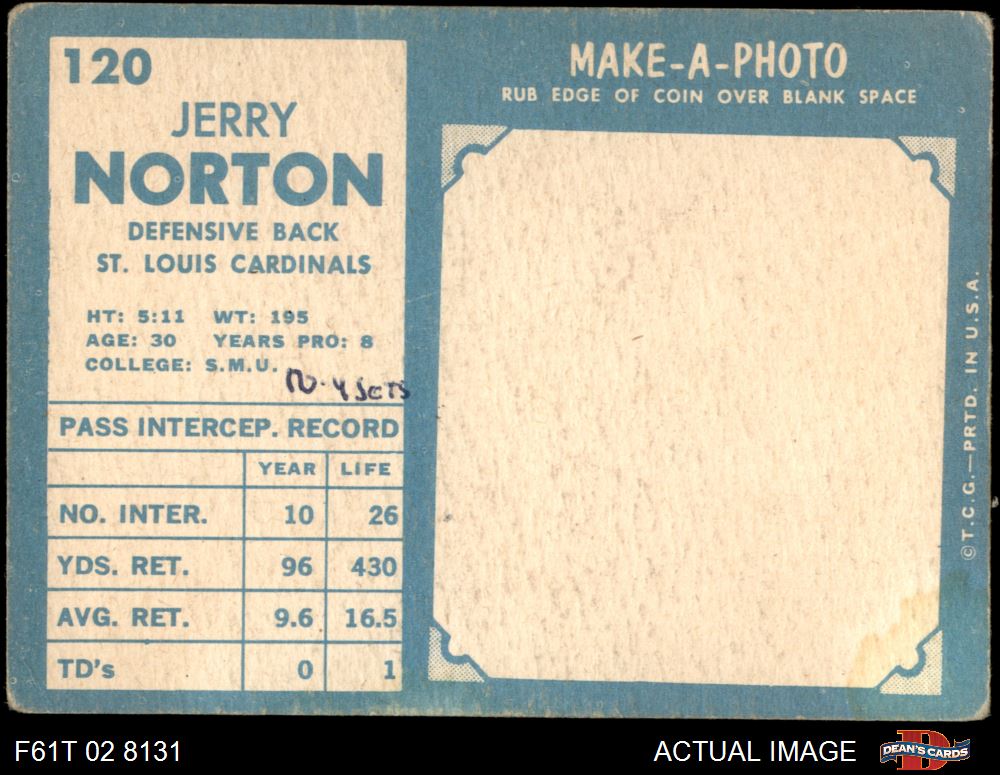 120
JERRY
NORTON
DEFENSIVE BACK
ST. LOUIS CARDINALS
HT: 5:11 WT: 195
AGE: 30 YEARS PRO: 8
COLLEGE: S.M.U.
PASS INTERCEP. RECORD
YEAR LIFE
NO. INTER. 10 26
YDS. RET. 96 430
AVG. RET. 9.6 16.5
TD's 0 1
MAKE-A-PHOTO
RUB EDGE OF COIN OVER BLANK SPACE
©T.C.G.—PRTD. IN U.S.A.
F61T 02 8131
ACTUAL IMAGE
D
DEAN'S CARDS